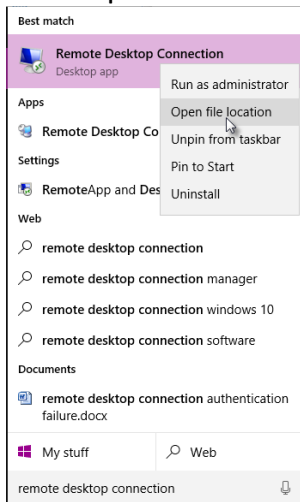 Best match
Remote Desktop Connection
Desktop app
Run as administrator
Open file location
Unpin from taskbar
Pin to Start
Uninstall
Apps
Remote Desktop Co
Settings
RemoteApp and Des
Web
remote desktop connection
remote desktop connection manager
remote desktop connection windows 10
remote desktop connection software
Documents
remote desktop connection authentication
failure.docx
My stuff
Web
remote desktop connection